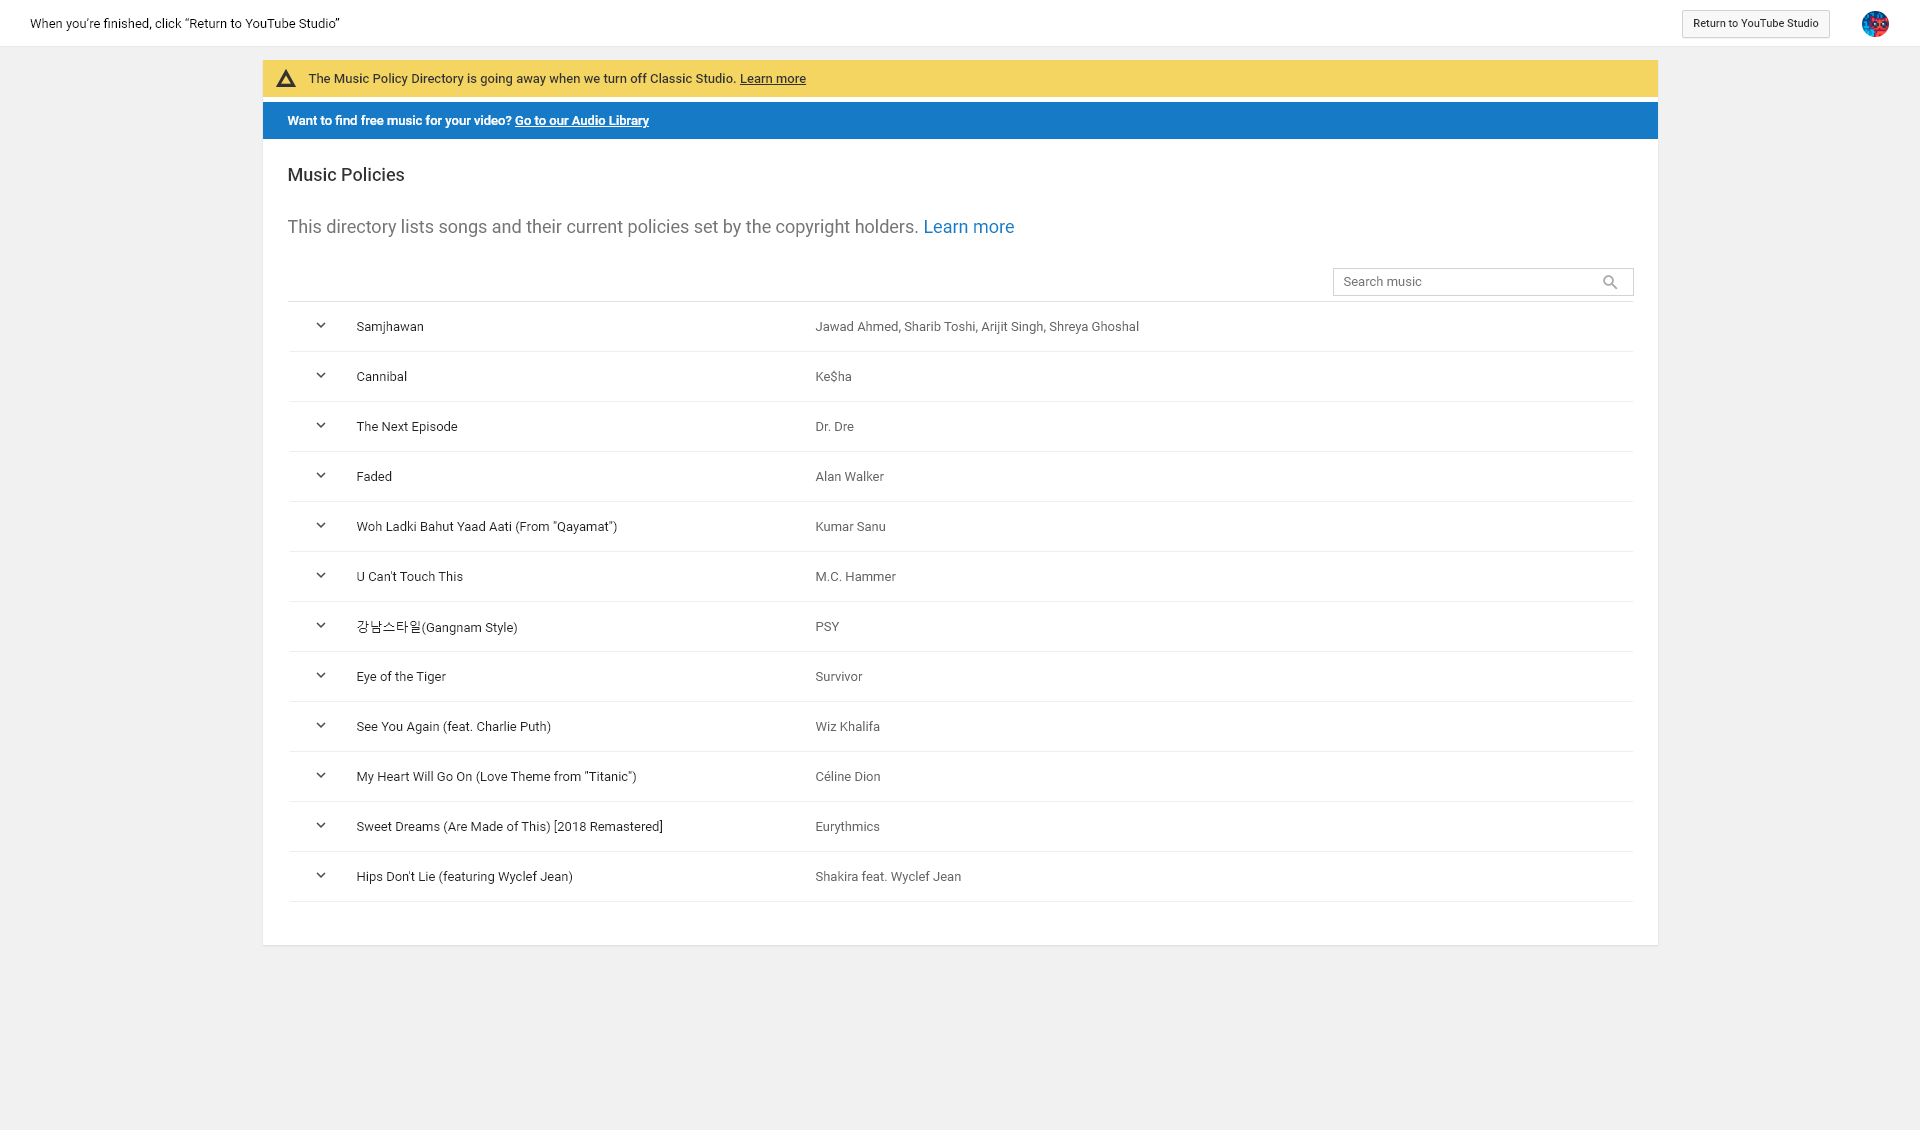 When you're finished, click “Return to YouTube Studio”
Return to YouTube Studio
The Music Policy Directory is going away when we turn off Classic Studio. Learn more
Want to find free music for your video? Go to our Audio Library
Music Policies
This directory lists songs and their current policies set by the copyright holders. Learn more
Search music
Samjhawan Jawad Ahmed, Sharib Toshi, Arijit Singh, Shreya Ghoshal
Cannibal Ke$ha
The Next Episode Dr. Dre
Faded Alan Walker
Woh Ladki Bahut Yaad Aati (From "Qayamat") Kumar Sanu
U Can't Touch This M.C. Hammer
강남스타일(Gangnam Style) PSY
Eye of the Tiger Survivor
See You Again (feat. Charlie Puth) Wiz Khalifa
My Heart Will Go On (Love Theme from "Titanic") Céline Dion
Sweet Dreams (Are Made of This) [2018 Remastered] Eurythmics
Hips Don't Lie (featuring Wyclef Jean) Shakira feat. Wyclef Jean